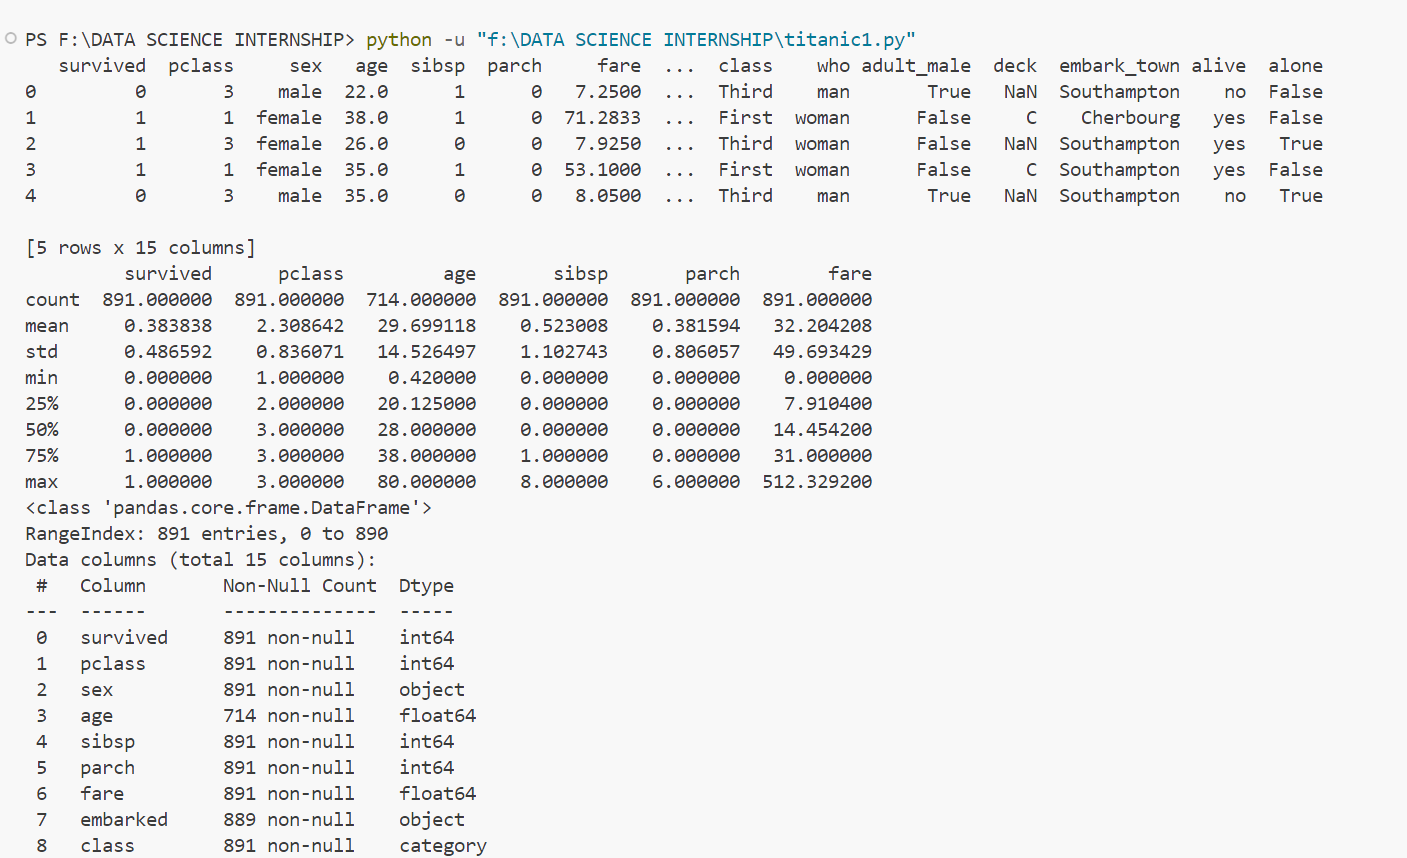 PS F:\DATA SCIENCE INTERNSHIP> python -u "f:\DATA SCIENCE INTERNSHIP\titanic1.py"
   survived  pclass     sex   age  sibsp  parch     fare  ...  class    who adult_male  deck  embark_town alive  alone
0         0       3    male  22.0      1      0   7.2500  ...  Third    man       True   NaN  Southampton    no  False
1         1       1  female  38.0      1      0  71.2833  ...  First  woman      False     C    Cherbourg   yes  False
2         1       3  female  26.0      0      0   7.9250  ...  Third  woman      False   NaN  Southampton   yes   True
3         1       1  female  35.0      1      0  53.1000  ...  First  woman      False     C  Southampton   yes  False
4         0       3    male  35.0      0      0   8.0500  ...  Third    man       True   NaN  Southampton    no   True
[5 rows x 15 columns]
         survived      pclass         age       sibsp       parch        fare
count  891.000000  891.000000  714.000000  891.000000  891.000000  891.000000
mean     0.383838    2.308642   29.699118    0.523008    0.381594   32.204208
std      0.486592    0.836071   14.526497    1.102743    0.806057   49.693429
min      0.000000    1.000000    0.420000    0.000000    0.000000    0.000000
25%      0.000000    2.000000   20.125000    0.000000    0.000000    7.910400
50%      0.000000    3.000000   28.000000    0.000000    0.000000   14.454200
75%      1.000000    3.000000   38.000000    1.000000    0.000000   31.000000
max      1.000000    3.000000   80.000000    8.000000    6.000000  512.329200
<class 'pandas.core.frame.DataFrame'>
RangeIndex: 891 entries, 0 to 890
Data columns (total 15 columns):
 #   Column       Non-Null Count  Dtype
---  ------       --------------  -----
 0   survived     891 non-null    int64
 1   pclass       891 non-null    int64
 2   sex          891 non-null    object
 3   age          714 non-null    float64
 4   sibsp        891 non-null    int64
 5   parch        891 non-null    int64
 6   fare         891 non-null    float64
 7   embarked     889 non-null    object
 8   class        891 non-null    category